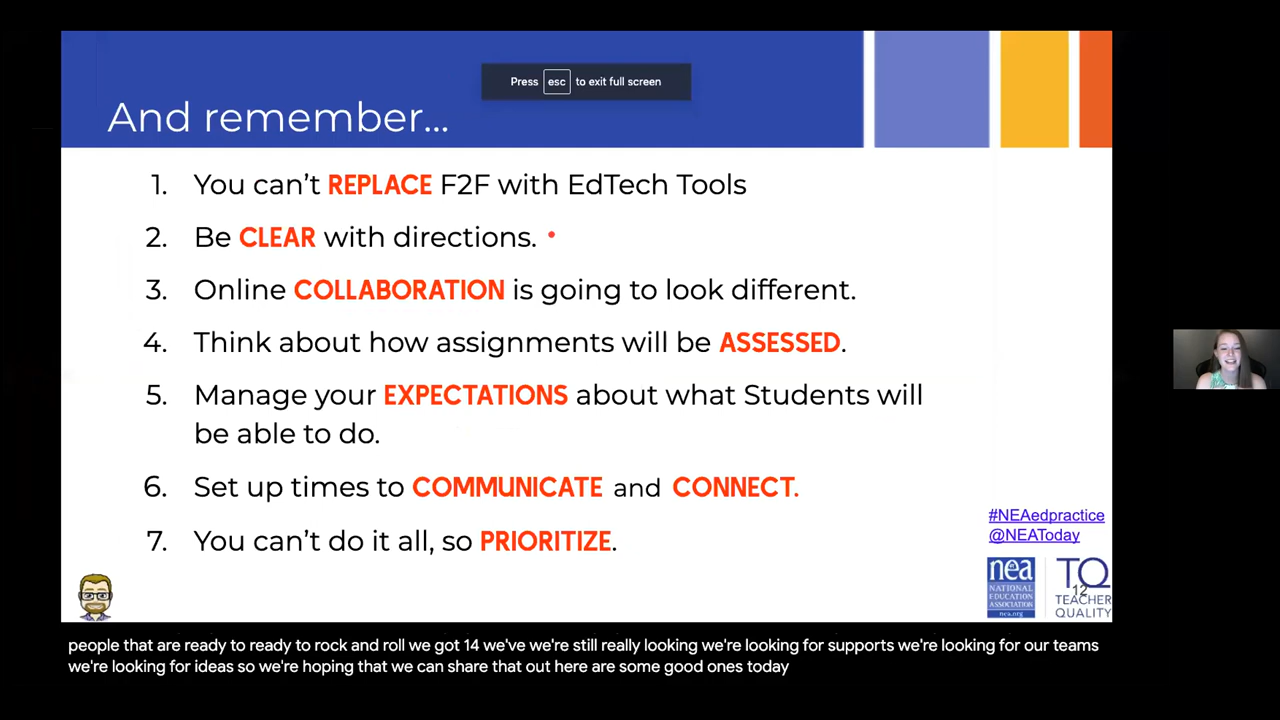 Press esc to exit full screen
And remember...
1. You can't REPLACE F2F with EdTech Tools
2. Be CLEAR with directions.
3. Online COLLABORATION is going to look different.
4. Think about how assignments will be ASSESSED.
5. Manage your EXPECTATIONS about what Students will
be able to do.
6. Set up times to COMMUNICATE and CONNECT.
7. You can't do it all, so PRIORITIZE.
#NEAedpractice
@NEAToday
nea
NATIONAL
EDUCATION
ASSOCIATION
nea.org
TQ
12
TEACHER
QUALITY
people that are ready to ready to rock and roll we got 14 we've we're still really looking we're looking for supports we're looking for our teams
we're looking for ideas so we're hoping that we can share that out here are some good ones today